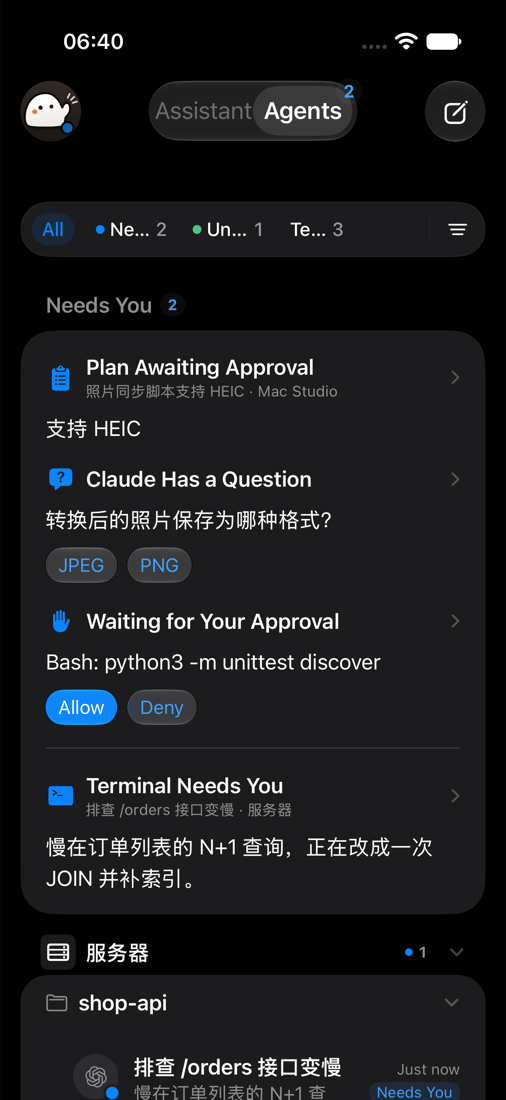 06:40
Assistant
Agents
2
All
Ne... 2
Un... 1
Te... 3
Needs You 2
Plan Awaiting Approval
照片同步脚本支持 HEIC · Mac Studio
支持 HEIC
Claude Has a Question
转换后的照片保存为哪种格式？
JPEG
PNG
Waiting for Your Approval
Bash: python3 -m unittest discover
Allow
Deny
Terminal Needs You
排查 /orders 接口变慢 · 服务器
慢在订单列表的 N+1 查询，正在改成一次
JOIN 并补索引。
服务器
1
shop-api
排查 /orders 接口变慢
Just now
慢在订单列表的 N+1 查
Needs You